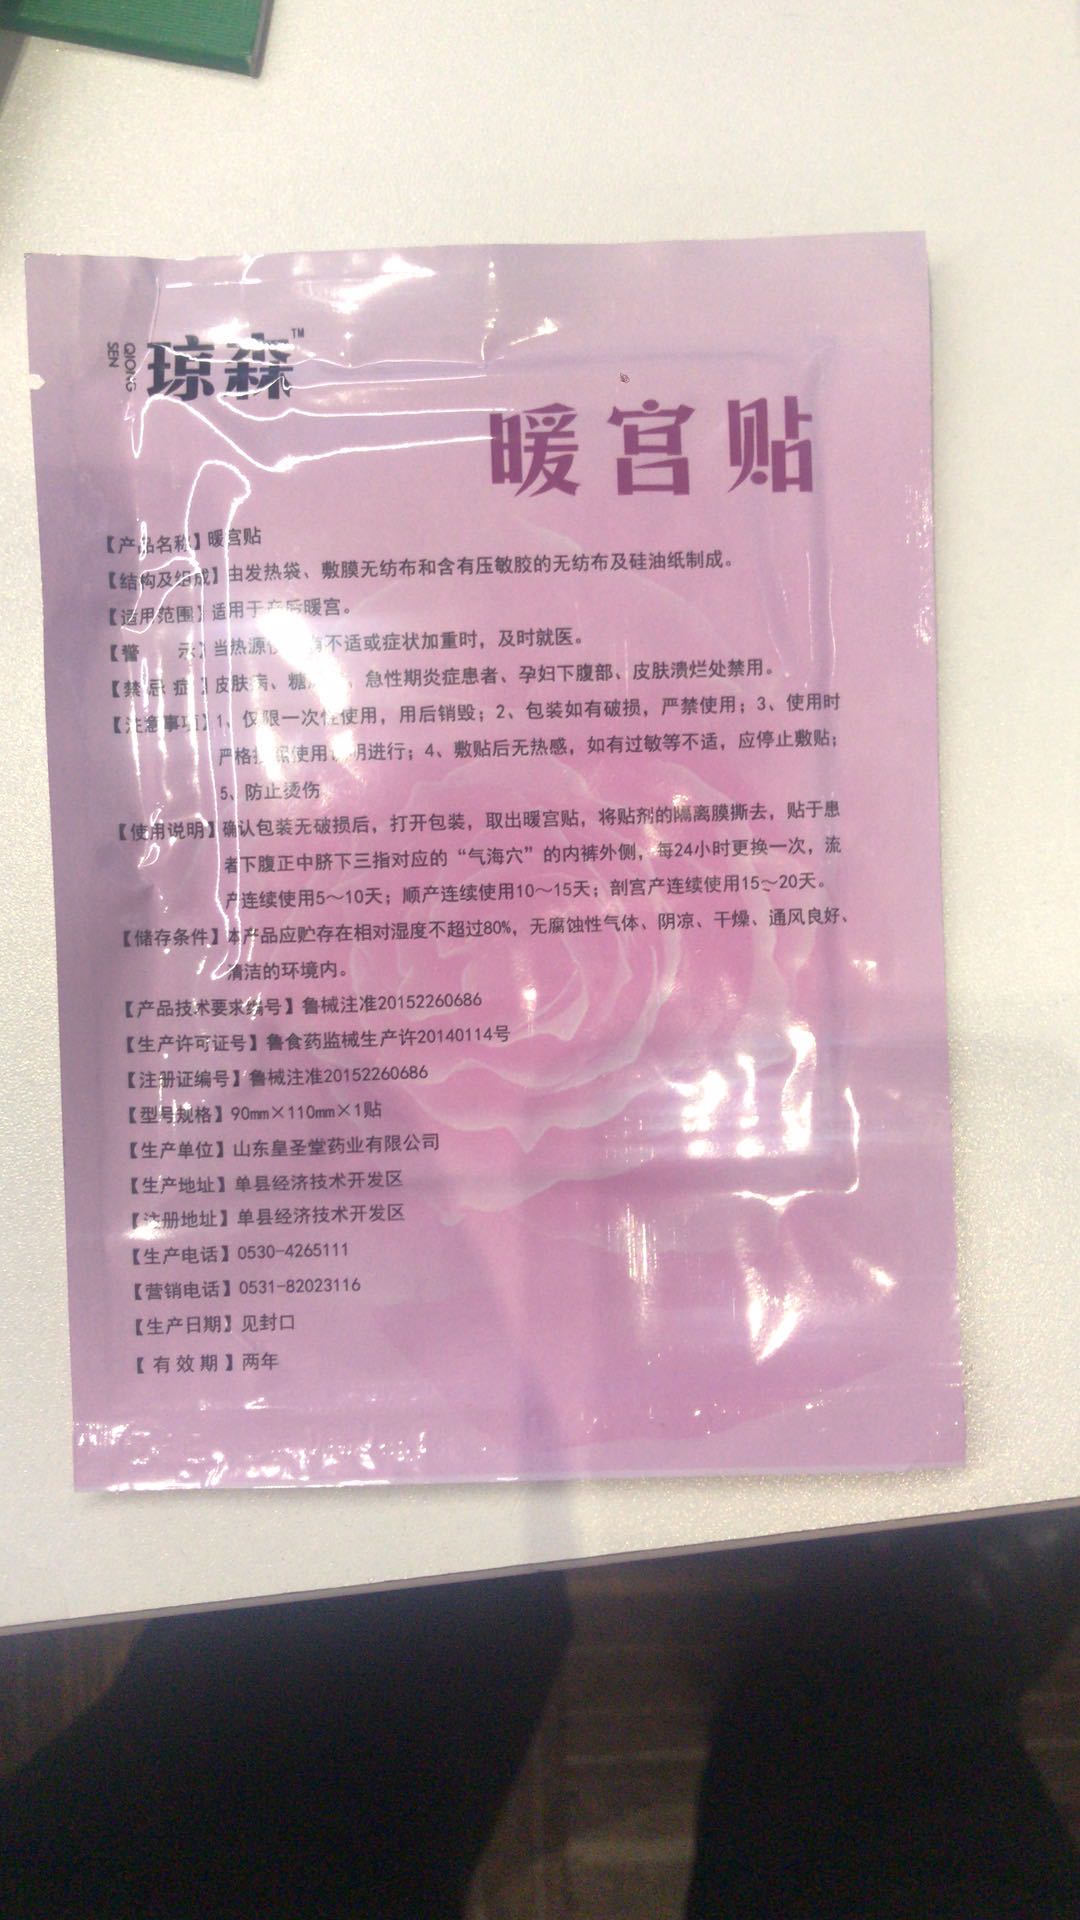 QIONG
SEN
琼森™
暖宫贴
【产品名称】暖宫贴
【结构及组成】由发热袋、敷膜无纺布和含有压敏胶的无纺布及硅油纸制成。
【适用范围】适用于产后暖宫。
【警 示】当热源 有不适或症状加重时，及时就医。
【禁忌症】皮肤病、糖 急性期炎症患者、孕妇下腹部、皮肤溃烂处禁用。
【注意事项】1、仅限一次性使用，用后销毁；2、包装如有破损，严禁使用；3、使用时
严格按照使用说明进行；4、敷贴后无热感，如有过敏等不适，应停止敷贴；
5、防止烫伤
【使用说明】确认包装无破损后，打开包装，取出暖宫贴，将贴剂的隔离膜撕去，贴于患
者下腹正中脐下三指对应的“气海穴”的内裤外侧，每24小时更换一次，流
产连续使用5～10天；顺产连续使用10～15天；剖宫产连续使用15～20天。
【储存条件】本产品应贮存在相对湿度不超过80%，无腐蚀性气体、阴凉、干燥、通风良好、
清洁的环境内。
【产品技术要求编号】鲁械注准20152260686
【生产许可证号】鲁食药监械生产许20140114号
【注册证编号】鲁械注准20152260686
【型号规格】90mm×110mm×1贴
【生产单位】山东皇圣堂药业有限公司
【生产地址】单县经济技术开发区
【注册地址】单县经济技术开发区
【生产电话】0530-4265111
【营销电话】0531-82023116
【生产日期】见封口
【有效期】两年